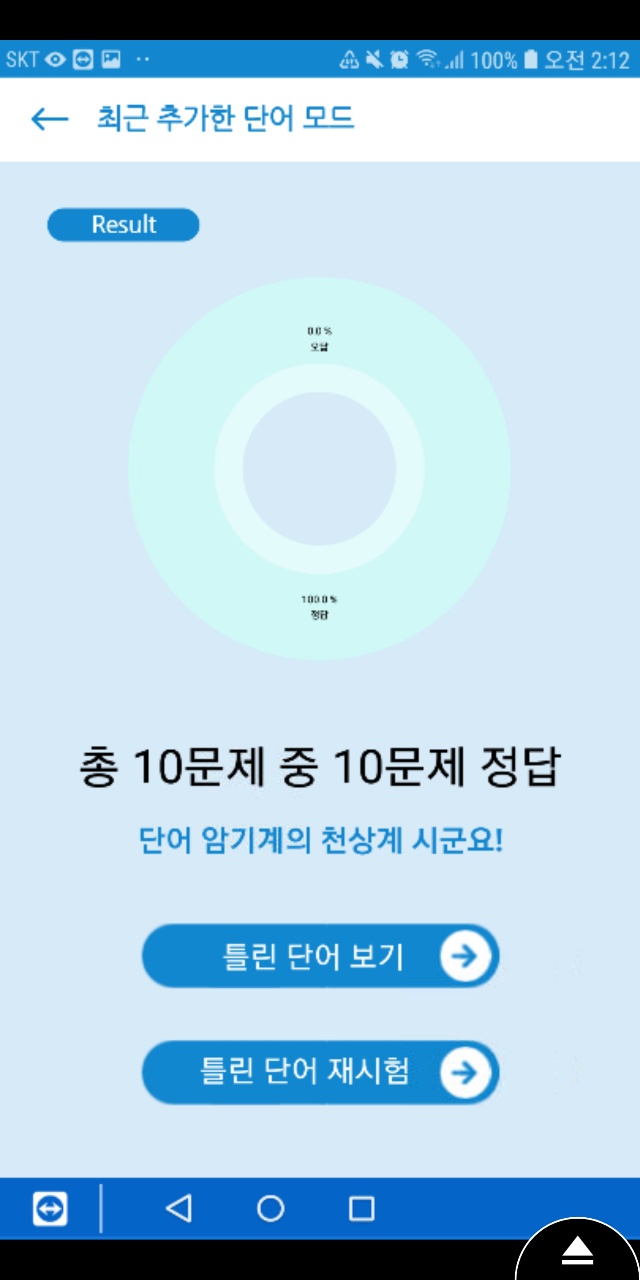 SKT 100% 오전 2:12
최근 추가한 단어 모드
Result
0.0 %
오답
100.0 %
정답
총 10문제 중 10문제 정답
단어 암기계의 천상계 시군요!
틀린 단어 보기
틀린 단어 재시험